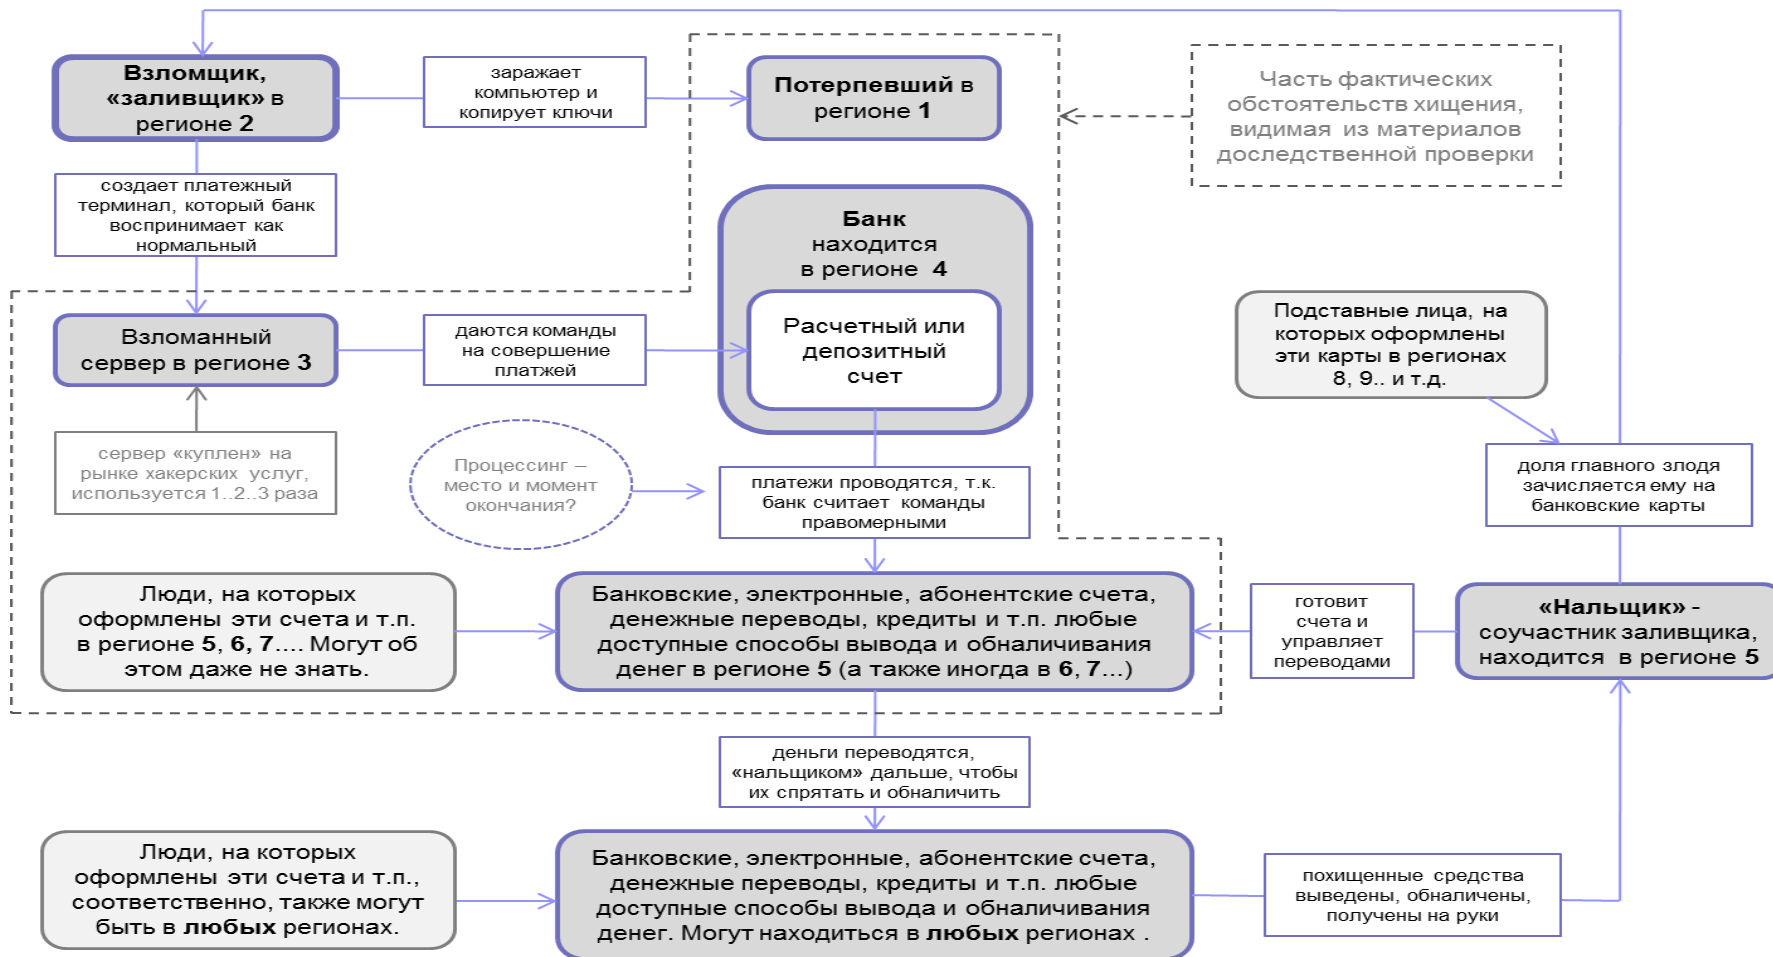 Взломщик,
«заливщик» в
регионе 2
заражает
компьютер и
копирует ключи
Потерпевший в
регионе 1
Часть фактических
обстоятельств хищения,
видимая из материалов
доследственной проверки
создает платежный
терминал, который банк
воспринимает как
нормальный
Банк
находится
в регионе 4
Расчетный или
депозитный
счет
Взломанный
сервер в регионе 3
даются команды
на совершение
платжей
Подставные лица, на
которых оформлены
эти карты в регионах
8, 9.. и т.д.
сервер «куплен» на
рынке хакерских услуг,
используется 1..2..3 раза
Процессинг –
место и момент
окончания?
платежи проводятся, т.к.
банк считает команды
правомерными
доля главного злодя
зачисляется ему на
банковские карты
Люди, на которых
оформлены эти счета и т.п.
в регионе 5, 6, 7.... Могут об
этом даже не знать.
Банковские, электронные, абонентские счета,
денежные переводы, кредиты и т.п. любые
доступные способы вывода и обналичивания
денег в регионе 5 (а также иногда в 6, 7...)
готовит
счета и
управляет
переводами
«Нальщик» -
соучастник заливщика,
находится в регионе 5
деньги переводятся,
«нальщиком» дальше, чтобы
их спрятать и обналичить
Люди, на которых
оформлены эти счета и т.п.,
соответственно, также могут
быть в любых регионах.
Банковские, электронные, абонентские счета,
денежные переводы, кредиты и т.п. любые
доступные способы вывода и обналичивания
денег. Могут находиться в любых регионах .
похищенные средства
выведены, обналичены,
получены на руки